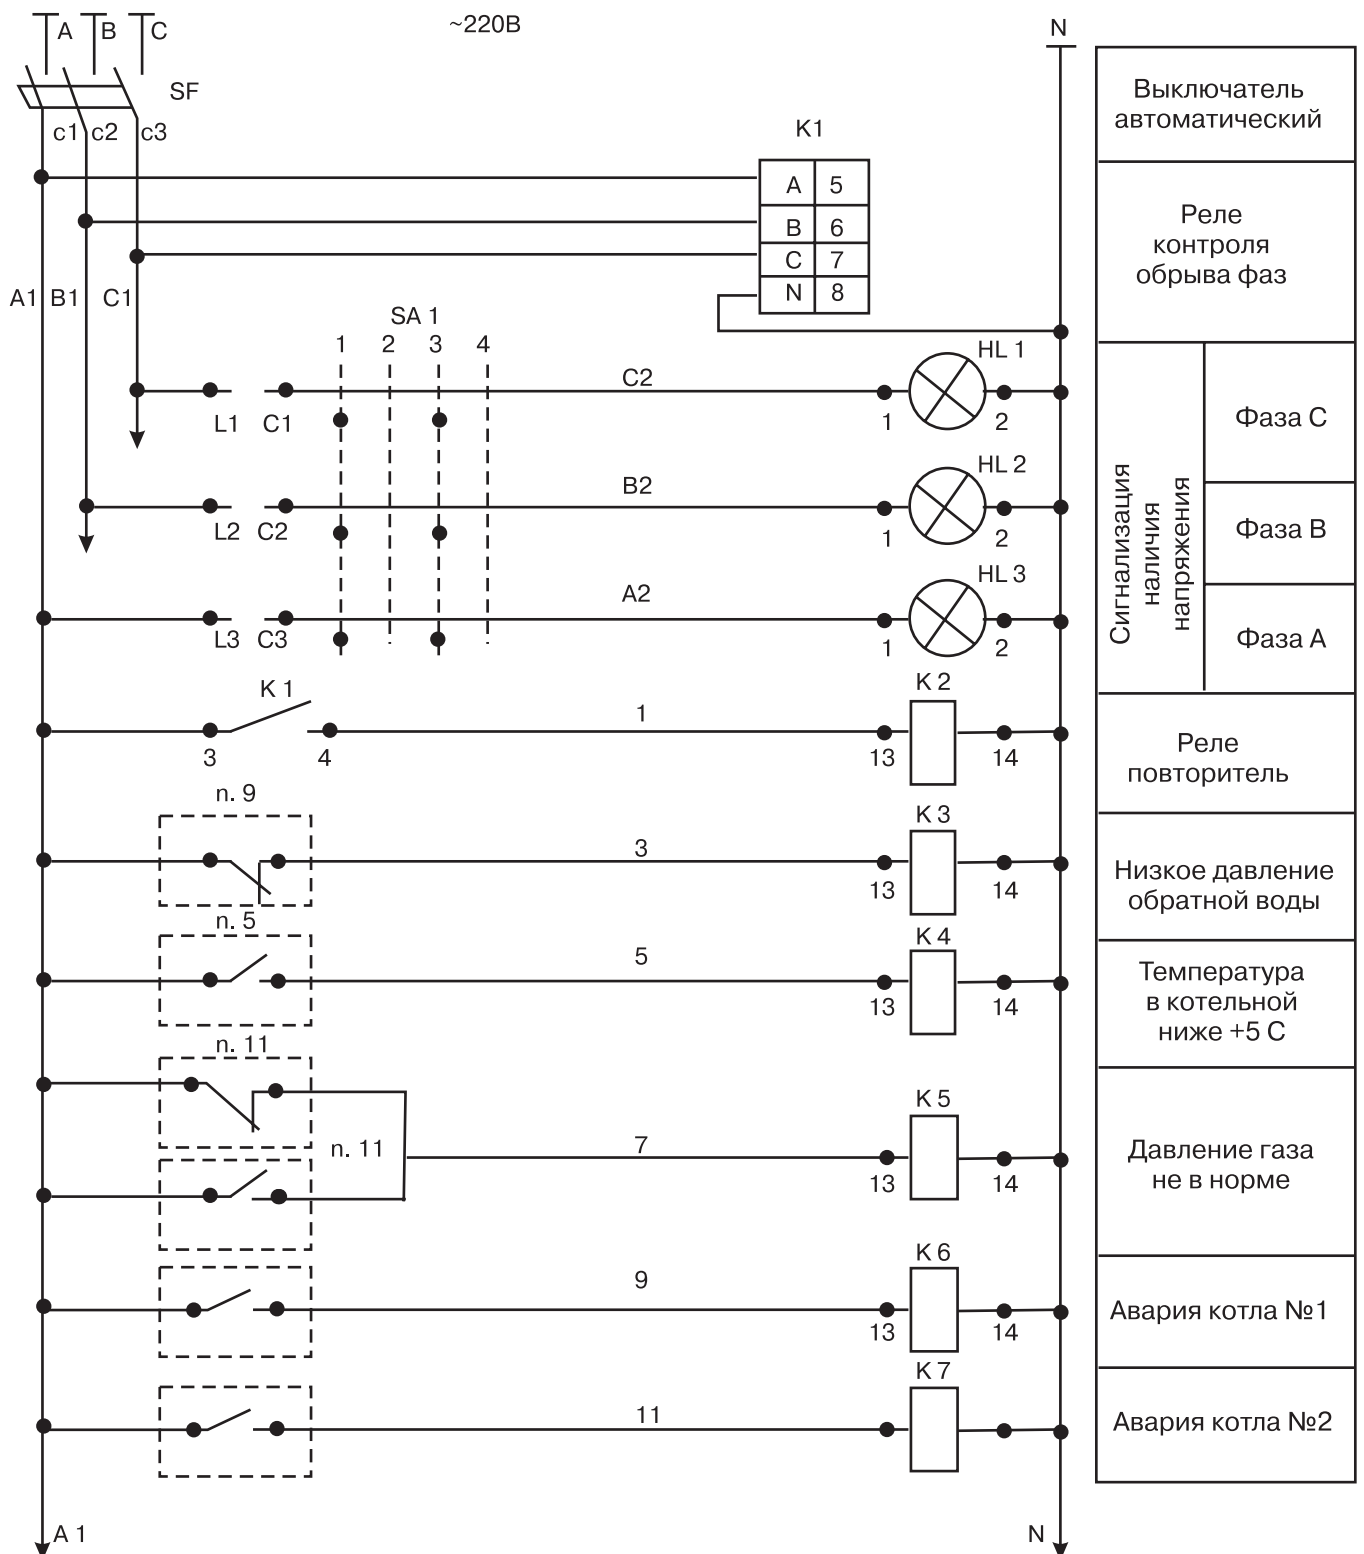 A B C
~220В
N
SF
c1 c2 c3
K1
A 5
B 6
C 7
N 8
A1 B1 C1
SA 1
1 2 3 4
C2
HL 1
L1 C1
1 2
B2
HL 2
L2 C2
1 2
A2
HL 3
L3 C3
1 2
K 1
1
K 2
3 4
13 14
п. 9
3
K 3
13 14
п. 5
5
K 4
13 14
п. 11
п. 11
7
K 5
13 14
9
K 6
13 14
11
K 7
A 1
N
Выключатель
автоматический
Реле
контроля
обрыва фаз
Сигнализация
наличия
напряжения
Фаза С
Фаза В
Фаза А
Реле
повторитель
Низкое давление
обратной воды
Температура
в котельной
ниже +5 С
Давление газа
не в норме
Авария котла №1
Авария котла №2